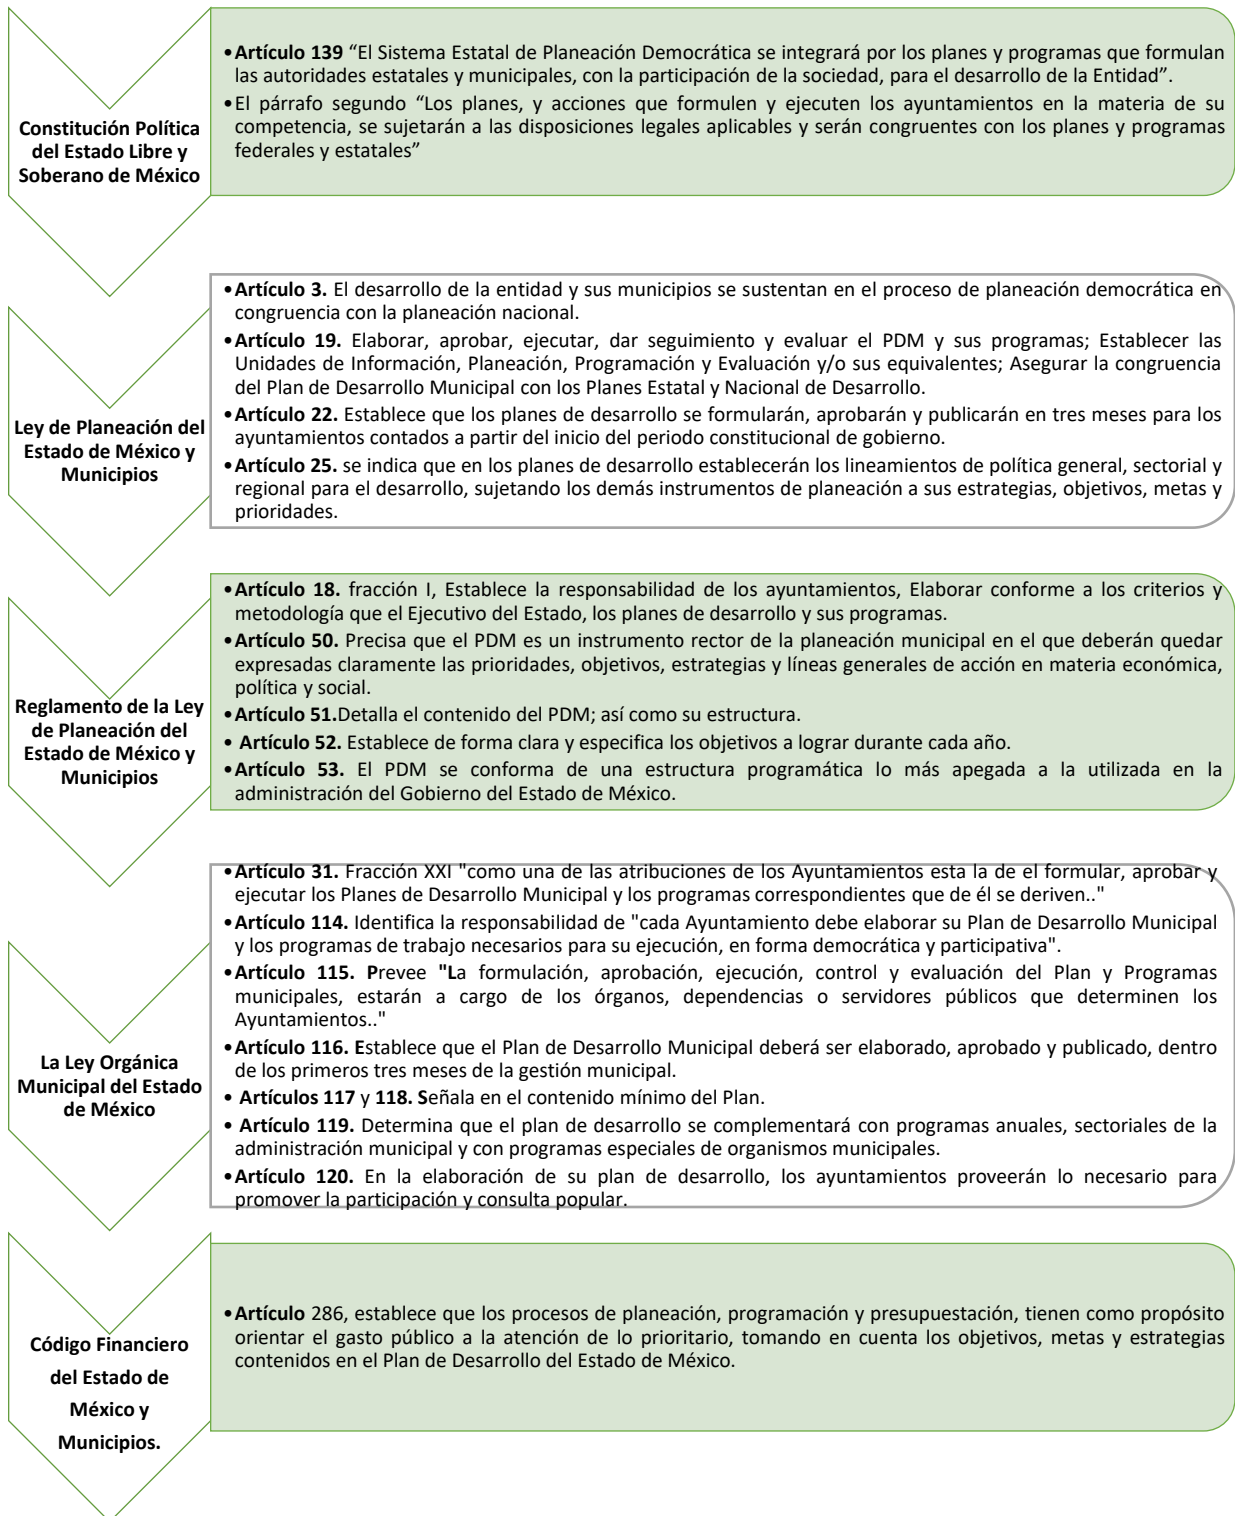 Constitución Política
del Estado Libre y
Soberano de México
•Artículo 139 “El Sistema Estatal de Planeación Democrática se integrará por los planes y programas que formulan
las autoridades estatales y municipales, con la participación de la sociedad, para el desarrollo de la Entidad”.
•El párrafo segundo “Los planes, y acciones que formulen y ejecuten los ayuntamientos en la materia de su
competencia, se sujetarán a las disposiciones legales aplicables y serán congruentes con los planes y programas
federales y estatales”
Ley de Planeación del
Estado de México y
Municipios
•Artículo 3. El desarrollo de la entidad y sus municipios se sustentan en el proceso de planeación democrática en
congruencia con la planeación nacional.
•Artículo 19. Elaborar, aprobar, ejecutar, dar seguimiento y evaluar el PDM y sus programas; Establecer las
Unidades de Información, Planeación, Programación y Evaluación y/o sus equivalentes; Asegurar la congruencia
del Plan de Desarrollo Municipal con los Planes Estatal y Nacional de Desarrollo.
•Artículo 22. Establece que los planes de desarrollo se formularán, aprobarán y publicarán en tres meses para los
ayuntamientos contados a partir del inicio del periodo constitucional de gobierno.
•Artículo 25. se indica que en los planes de desarrollo establecerán los lineamientos de política general, sectorial y
regional para el desarrollo, sujetando los demás instrumentos de planeación a sus estrategias, objetivos, metas y
prioridades.
Reglamento de la Ley
de Planeación del
Estado de México y
Municipios
•Artículo 18. fracción I, Establece la responsabilidad de los ayuntamientos, Elaborar conforme a los criterios y
metodología que el Ejecutivo del Estado, los planes de desarrollo y sus programas.
•Artículo 50. Precisa que el PDM es un instrumento rector de la planeación municipal en el que deberán quedar
expresadas claramente las prioridades, objetivos, estrategias y líneas generales de acción en materia económica,
política y social.
•Artículo 51.Detalla el contenido del PDM; así como su estructura.
• Artículo 52. Establece de forma clara y especifica los objetivos a lograr durante cada año.
•Artículo 53. El PDM se conforma de una estructura programática lo más apegada a la utilizada en la
administración del Gobierno del Estado de México.
La Ley Orgánica
Municipal del Estado
de México
•Artículo 31. Fracción XXI "como una de las atribuciones de los Ayuntamientos esta la de el formular, aprobar y
ejecutar los Planes de Desarrollo Municipal y los programas correspondientes que de él se deriven.."
•Artículo 114. Identifica la responsabilidad de "cada Ayuntamiento debe elaborar su Plan de Desarrollo Municipal
y los programas de trabajo necesarios para su ejecución, en forma democrática y participativa".
•Artículo 115. Prevee "La formulación, aprobación, ejecución, control y evaluación del Plan y Programas
municipales, estarán a cargo de los órganos, dependencias o servidores públicos que determinen los
Ayuntamientos.."
•Artículo 116. Establece que el Plan de Desarrollo Municipal deberá ser elaborado, aprobado y publicado, dentro
de los primeros tres meses de la gestión municipal.
• Artículos 117 y 118. Señala en el contenido mínimo del Plan.
• Artículo 119. Determina que el plan de desarrollo se complementará con programas anuales, sectoriales de la
administración municipal y con programas especiales de organismos municipales.
•Artículo 120. En la elaboración de su plan de desarrollo, los ayuntamientos proveerán lo necesario para
promover la participación y consulta popular.
Código Financiero
del Estado de
México y
Municipios.
•Artículo 286, establece que los procesos de planeación, programación y presupuestación, tienen como propósito
orientar el gasto público a la atención de lo prioritario, tomando en cuenta los objetivos, metas y estrategias
contenidos en el Plan de Desarrollo del Estado de México.